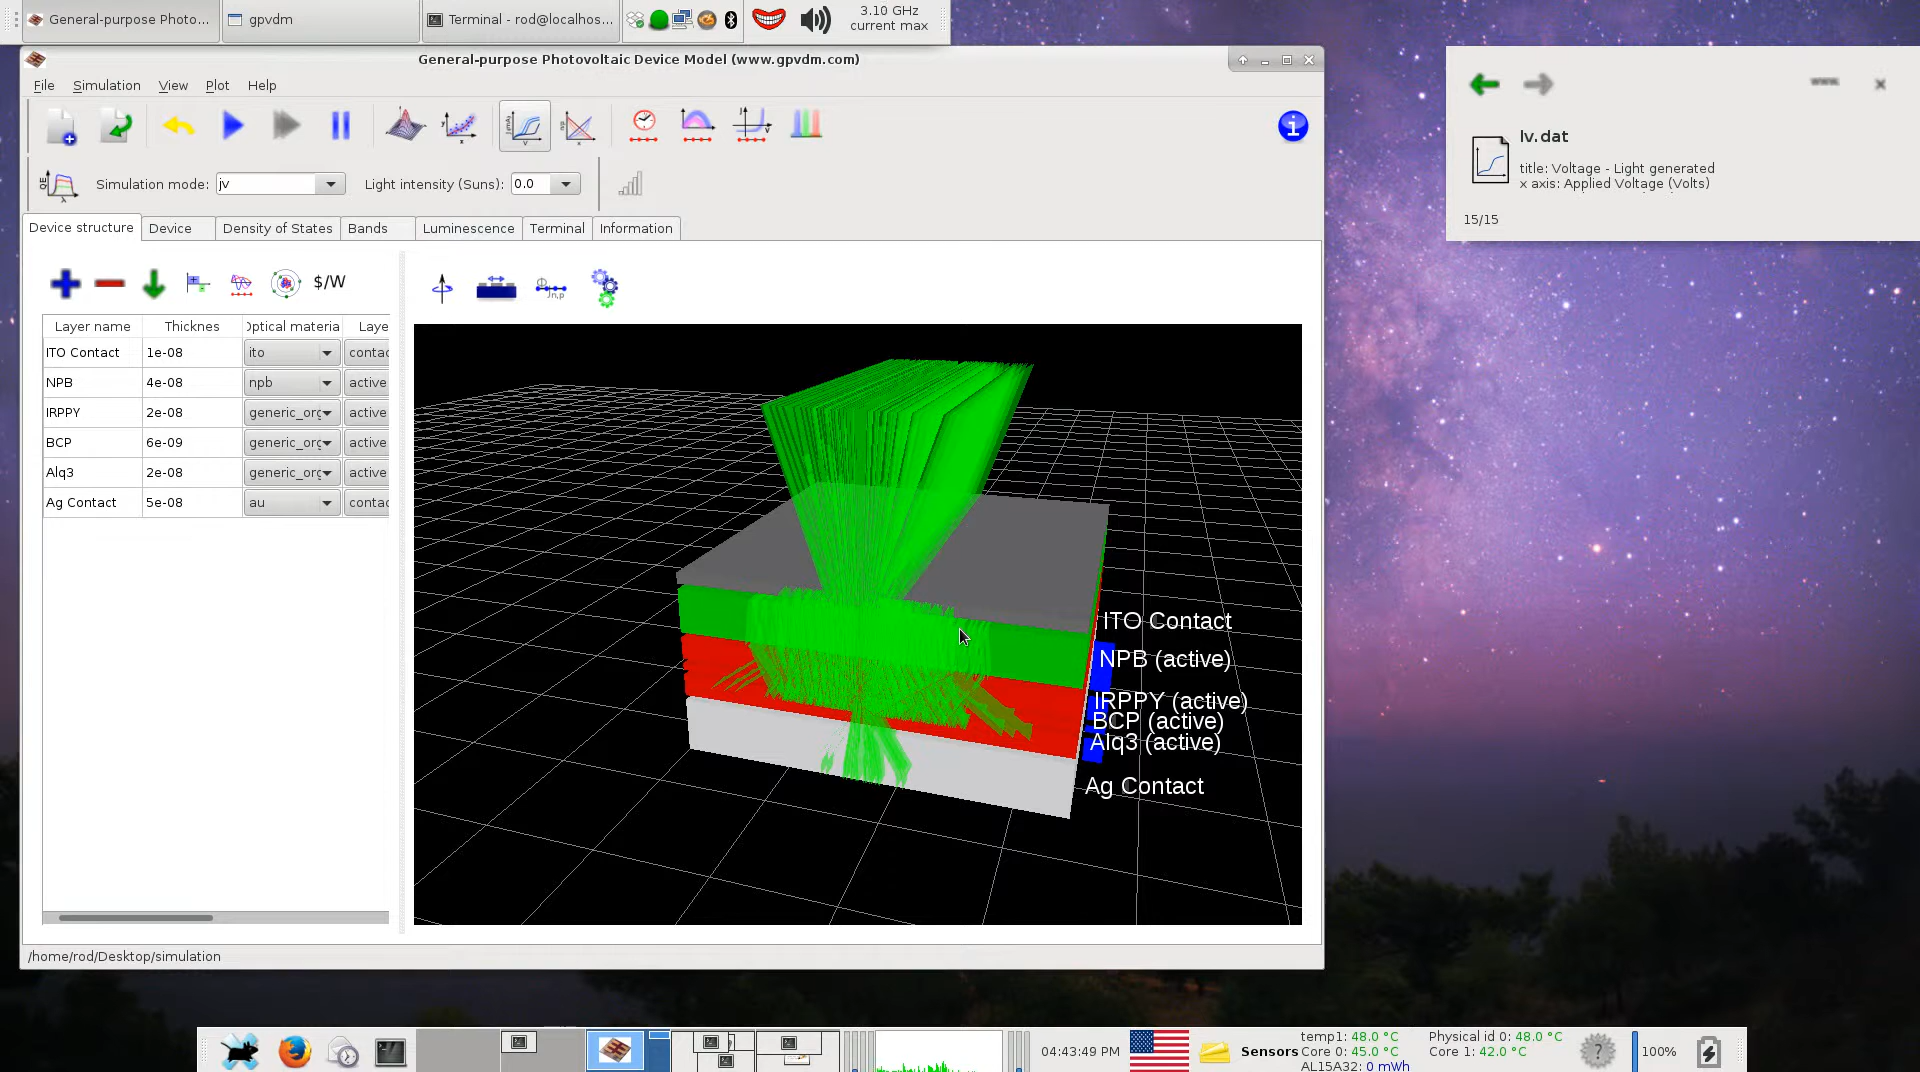 General-purpose Photo...
gpvdm
Terminal - rod@localhos...
3.10 GHz
current max
General-purpose Photovoltaic Device Model (www.gpvdm.com)
File Simulation View Plot Help
Simulation mode: jv Light intensity (Suns): 0.0
Device structure Device Density of States Bands Luminescence Terminal Information
$/W
Layer name Thicknes Optical materia Laye
ITO Contact 1e-08 ito contac
NPB 4e-08 npb active
IRPPY 2e-08 generic_org active
BCP 6e-09 generic_org active
Alq3 2e-08 generic_org active
Ag Contact 5e-08 au contac
ITO Contact
NPB (active)
IRPPY (active)
BCP (active)
Alq3 (active)
Ag Contact
/home/rod/Desktop/simulation
lv.dat
title: Voltage - Light generated
x axis: Applied Voltage (Volts)
15/15
04:43:49 PM
Sensors
temp1: 48.0 °C
Core 0: 45.0 °C
AL15A32: 0 mWh
Physical id 0: 48.0 °C
Core 1: 42.0 °C
100%